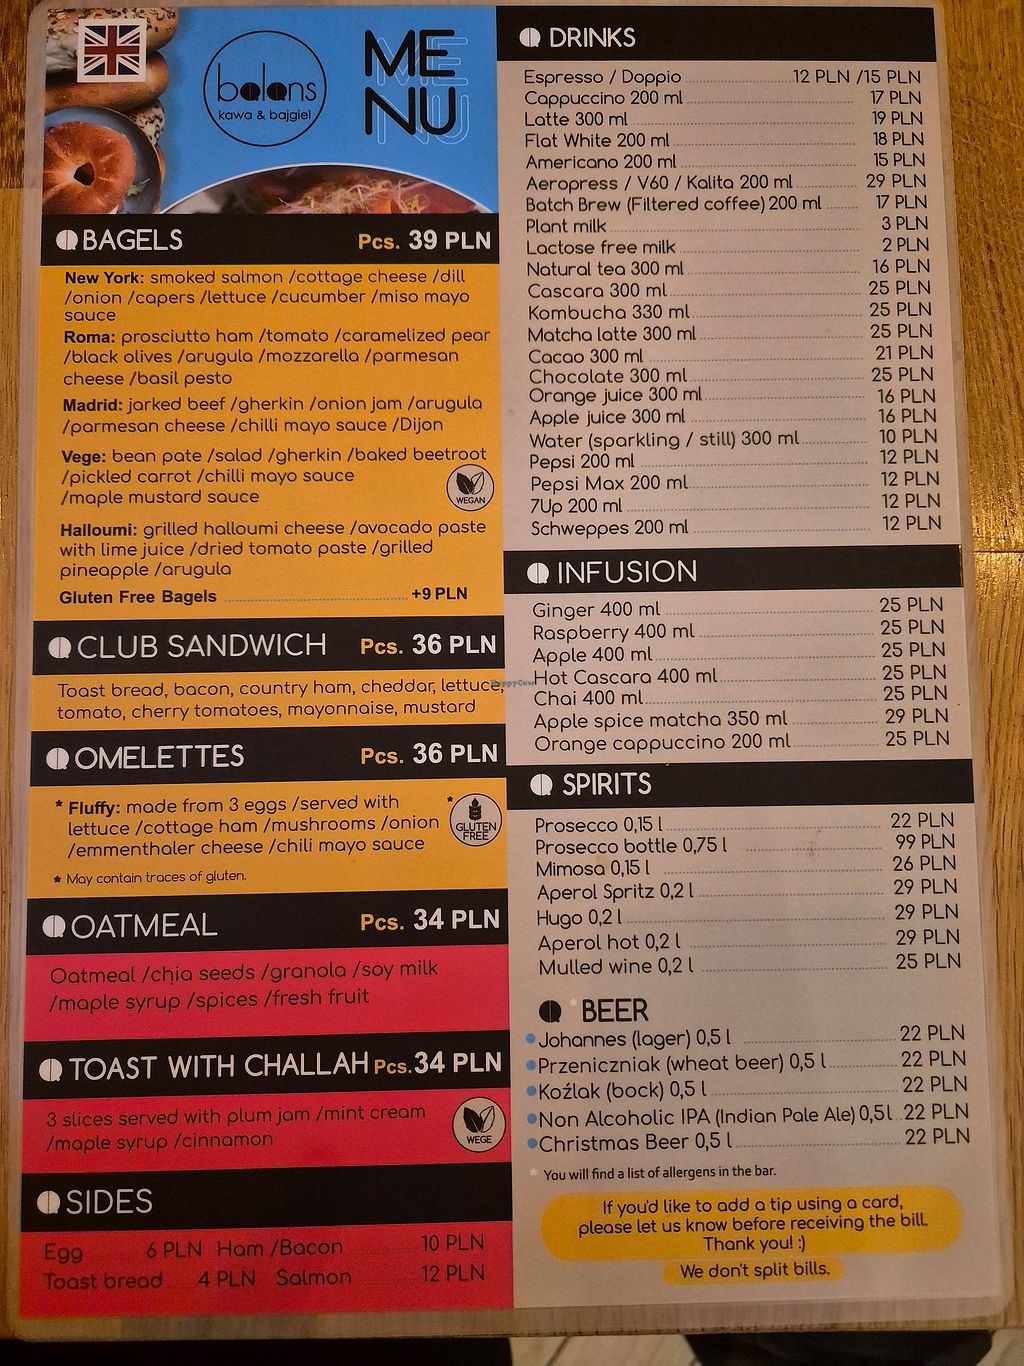 balans
kawa & bajgiel
ME
NU
BAGELS Pcs. 39 PLN
New York: smoked salmon /cottage cheese /dill
/onion /capers /lettuce /cucumber /miso mayo
sauce
Roma: prosciutto ham /tomato /caramelized pear
/black olives /arugula /mozzarella /parmesan
cheese /basil pesto
Madrid: jarked beef /gherkin /onion jam /arugula
/parmesan cheese /chilli mayo sauce /Dijon
Vege: bean pate /salad /gherkin /baked beetroot
/pickled carrot /chilli mayo sauce
/maple mustard sauce
WEGAN
Halloumi: grilled halloumi cheese /avocado paste
with lime juice /dried tomato paste /grilled
pineapple /arugula
Gluten Free Bagels +9 PLN
CLUB SANDWICH Pcs. 36 PLN
Toast bread, bacon, country ham, cheddar, lettuce,
tomato, cherry tomatoes, mayonnaise, mustard
OMELETTES Pcs. 36 PLN
* Fluffy: made from 3 eggs /served with
lettuce /cottage ham /mushrooms /onion
/emmenthaler cheese /chili mayo sauce
* GLUTEN
FREE
* May contain traces of gluten.
OATMEAL Pcs. 34 PLN
Oatmeal /chia seeds /granola /soy milk
/maple syrup /spices /fresh fruit
TOAST WITH CHALLAH Pcs. 34 PLN
3 slices served with plum jam /mint cream
/maple syrup /cinnamon
WEGE
SIDES
Egg 6 PLN Ham /Bacon 10 PLN
Toast bread 4 PLN Salmon 12 PLN
DRINKS
Espresso / Doppio 12 PLN /15 PLN
Cappuccino 200 ml 17 PLN
Latte 300 ml 19 PLN
Flat White 200 ml 18 PLN
Americano 200 ml 15 PLN
Aeropress / V60 / Kalita 200 ml 29 PLN
Batch Brew (Filtered coffee) 200 ml 17 PLN
Plant milk 3 PLN
Lactose free milk 2 PLN
Natural tea 300 ml 16 PLN
Cascara 300 ml 25 PLN
Kombucha 330 ml 25 PLN
Matcha latte 300 ml 25 PLN
Cacao 300 ml 21 PLN
Chocolate 300 ml 25 PLN
Orange juice 300 ml 16 PLN
Apple juice 300 ml 16 PLN
Water (sparkling / still) 300 ml 10 PLN
Pepsi 200 ml 12 PLN
Pepsi Max 200 ml 12 PLN
7Up 200 ml 12 PLN
Schweppes 200 ml 12 PLN
INFUSION
Ginger 400 ml 25 PLN
Raspberry 400 ml 25 PLN
Apple 400 ml 25 PLN
Hot Cascara 400 ml 25 PLN
Chai 400 ml 25 PLN
Apple spice matcha 350 ml 29 PLN
Orange cappuccino 200 ml 25 PLN
SPIRITS
Prosecco 0,15 l 22 PLN
Prosecco bottle 0,75 l 99 PLN
Mimosa 0,15 l 26 PLN
Aperol Spritz 0,2 l 29 PLN
Hugo 0,2 l 29 PLN
Aperol hot 0,2 l 29 PLN
Mulled wine 0,2 l 25 PLN
* BEER
Johannes (lager) 0,5 l 22 PLN
Przeniczniak (wheat beer) 0,5 l 22 PLN
Koźlak (bock) 0,5 l 22 PLN
Non Alcoholic IPA (Indian Pale Ale) 0,5l 22 PLN
Christmas Beer 0,5 l 22 PLN
* You will find a list of allergens in the bar.
If you'd like to add a tip using a card,
please let us know before receiving the bill.
Thank you! :)
We don't split bills.
HappyCow